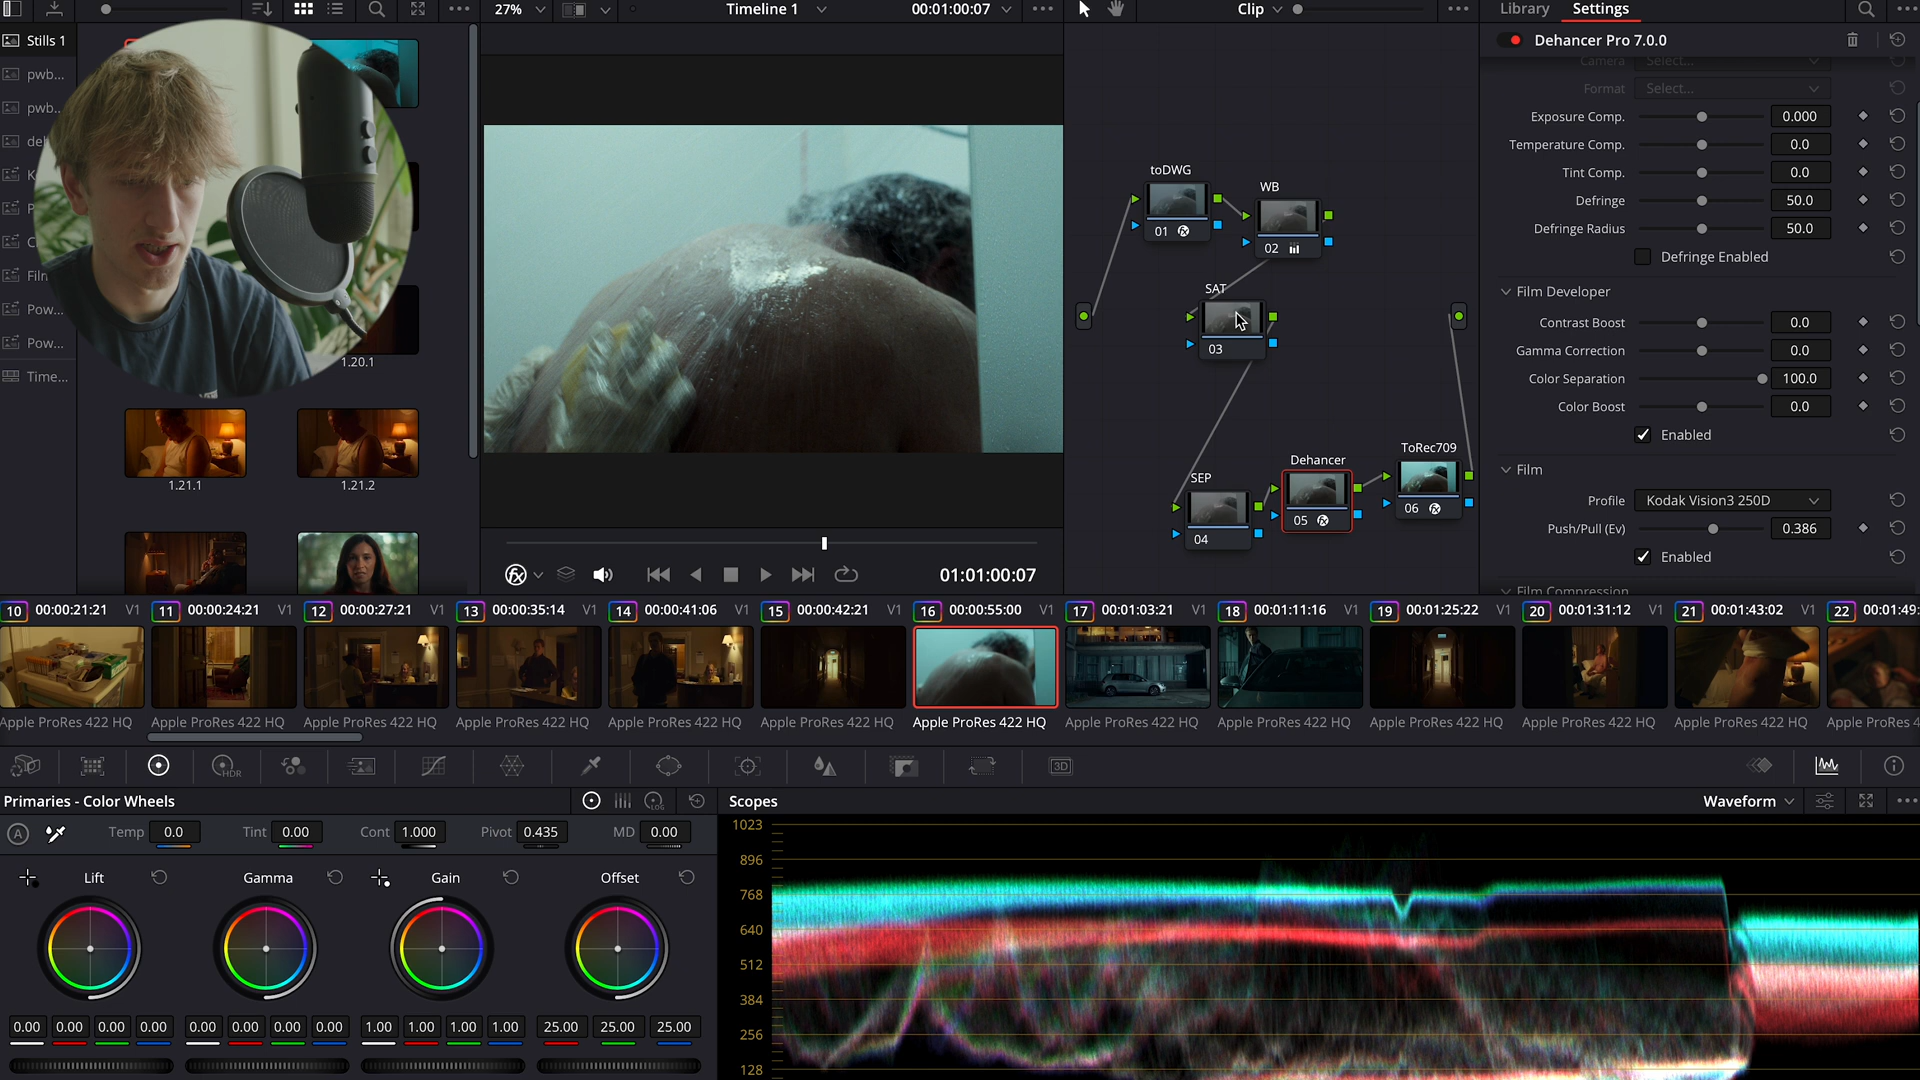 27%
Timeline 1
00:01:00:07
Clip
Library
Settings
Stills 1
pwb...
pwb...
Pow...
Pow...
Time...
1.20.1
1.21.1
1.21.2
Dehancer Pro 7.0.0
Camera
Select...
Format
Select...
Exposure Comp.
0.000
Temperature Comp.
0.0
Tint Comp.
0.0
Defringe
50.0
Defringe Radius
50.0
Defringe Enabled
Film Developer
Contrast Boost
0.0
Gamma Correction
0.0
Color Separation
100.0
Color Boost
0.0
Enabled
Film
Profile
Kodak Vision3 250D
Push/Pull (Ev)
0.386
Enabled
Film Compression
toDWG
01
WB
02
SAT
03
SEP
04
Dehancer
05
ToRec709
06
01:01:00:07
10 00:00:21:21 V1
11 00:00:24:21 V1
12 00:00:27:21 V1
13 00:00:35:14 V1
14 00:00:41:06 V1
15 00:00:42:21 V1
16 00:00:55:00 V1
17 00:01:03:21 V1
18 00:01:11:16 V1
19 00:01:25:22 V1
20 00:01:31:12 V1
21 00:01:43:02 V1
22 00:01:49:
Apple ProRes 422 HQ
Apple ProRes 422 HQ
Apple ProRes 422 HQ
Apple ProRes 422 HQ
Apple ProRes 422 HQ
Apple ProRes 422 HQ
Apple ProRes 422 HQ
Apple ProRes 422 HQ
Apple ProRes 422 HQ
Apple ProRes 422 HQ
Apple ProRes 422 HQ
Apple ProRes 422 HQ
Apple ProRes 4
HDR
3D
Primaries - Color Wheels
LOG
Scopes
Waveform
A
Temp 0.0
Tint 0.00
Cont 1.000
Pivot 0.435
MD 0.00
Lift
Gamma
Gain
Offset
0.00 0.00 0.00 0.00
0.00 0.00 0.00 0.00
1.00 1.00 1.00 1.00
25.00 25.00 25.00
1023
896
768
640
512
384
256
128